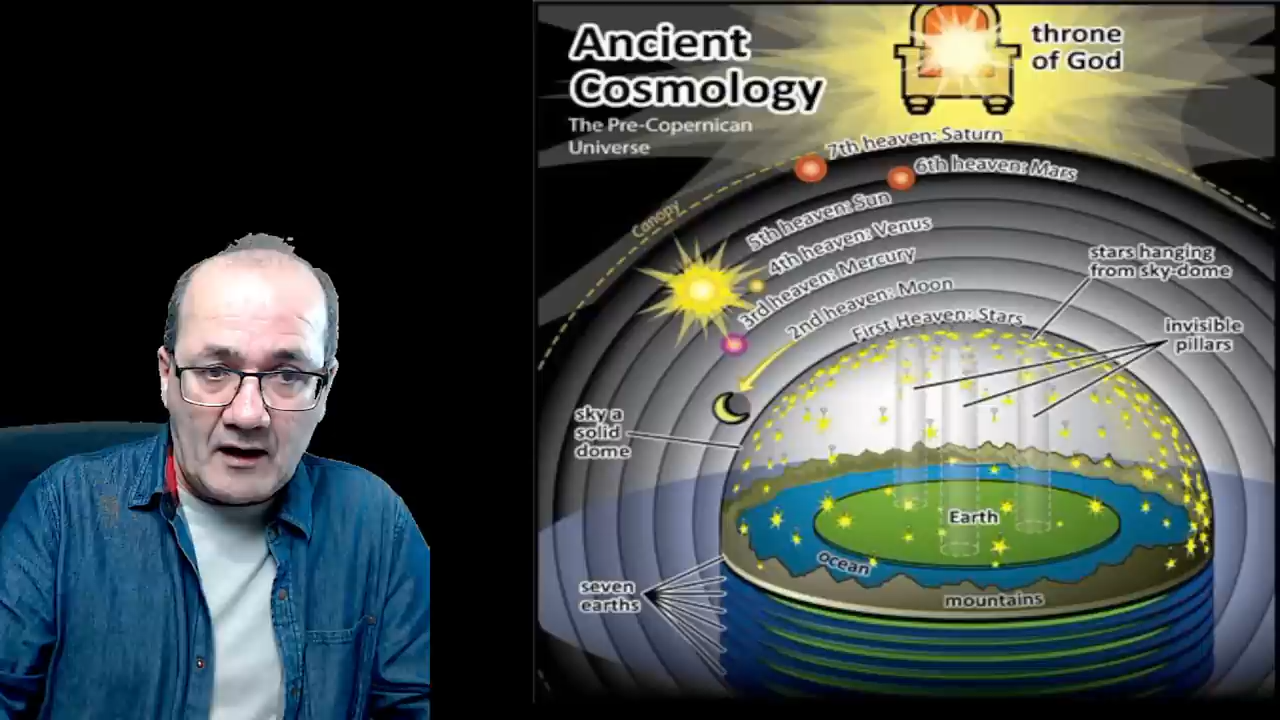 Ancient
Cosmology
The Pre-Copernican
Universe
throne
of God
7th heaven: Saturn
6th heaven: Mars
Canopy
5th heaven: Sun
4th heaven: Venus
3rd heaven: Mercury
2nd heaven: Moon
First Heaven: Stars
stars hanging
from sky-dome
invisible
pillars
sky a
solid
dome
Earth
ocean
seven
earths
mountains